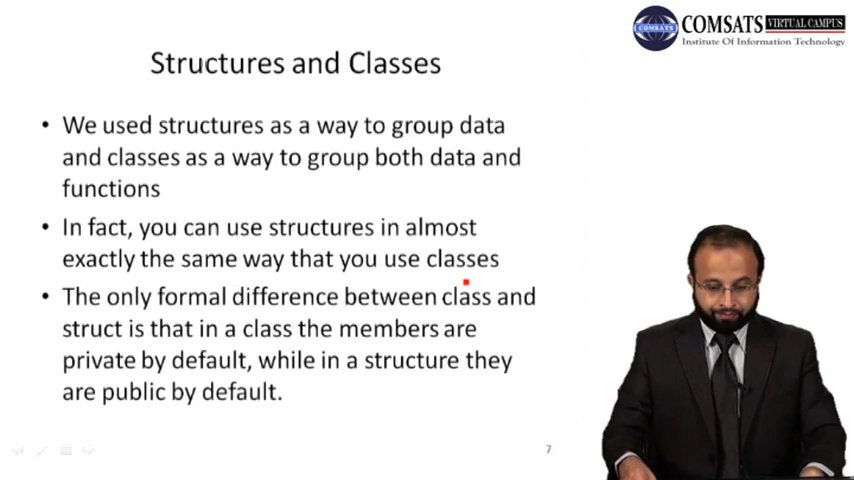 COMSATS VIRTUAL CAMPUS
Institute Of Information Technology
COMSATS
Structures and Classes
• We used structures as a way to group data
and classes as a way to group both data and
functions
• In fact, you can use structures in almost
exactly the same way that you use classes
• The only formal difference between class and
struct is that in a class the members are
private by default, while in a structure they
are public by default.
7